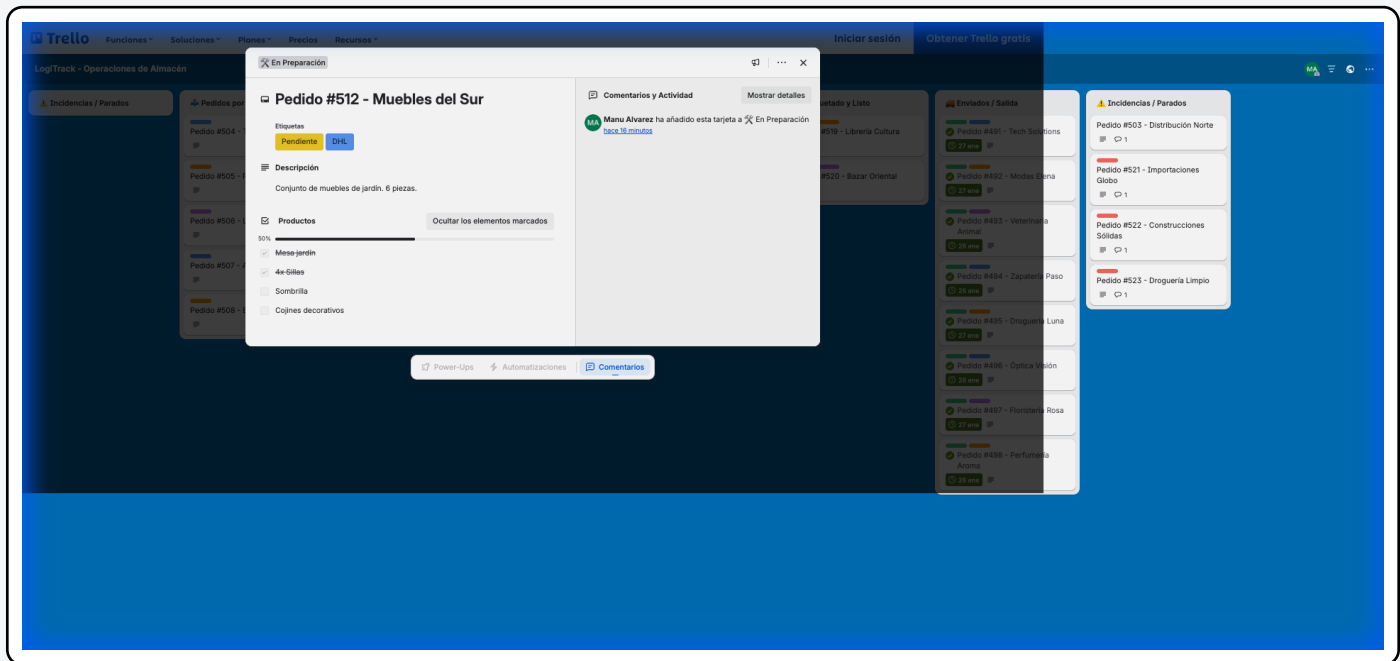 Trello
Funciones
Soluciones
Planes
Precios
Recursos
Iniciar sesión
Obtener Trello gratis
LogiTrack - Operaciones de Almacén
MA
⚠️ Incidencias / Parados
Pedidos por
Pedido #504 -
Pedido #505 -
Pedido #506 -
Pedido #507 -
Pedido #508 -
🛠 En Preparación
Pedido #512 - Muebles del Sur
Etiquetas
Pendiente
DHL
Descripción
Conjunto de muebles de jardín. 6 piezas.
Productos
Ocultar los elementos marcados
50%
Mesa jardín
4x Sillas
Sombrilla
Cojines decorativos
Comentarios y Actividad
Mostrar detalles
MA
Manu Alvarez ha añadido esta tarjeta a 🛠 En Preparación
hace 16 minutos
Power-Ups
Automatizaciones
Comentarios
uetado y Listo
#519 - Librería Cultura
#520 - Bazar Oriental
🚚 Enviados / Salida
Pedido #491 - Tech Solutions
27 ene
Pedido #492 - Modas Elena
27 ene
Pedido #493 - Veterinaria
Animal
Pedido #494 - Zapatería Paso
Pedido #495 - Droguería Luna
27 ene
Pedido #496 - Óptica Visión
Pedido #497 - Floristería Rosa
27 ene
Pedido #498 - Perfumería
Aroma
⚠️ Incidencias / Parados
Pedido #503 - Distribución Norte
1
Pedido #521 - Importaciones
Globo
1
Pedido #522 - Construcciones
Sólidas
1
Pedido #523 - Droguería Limpio
1